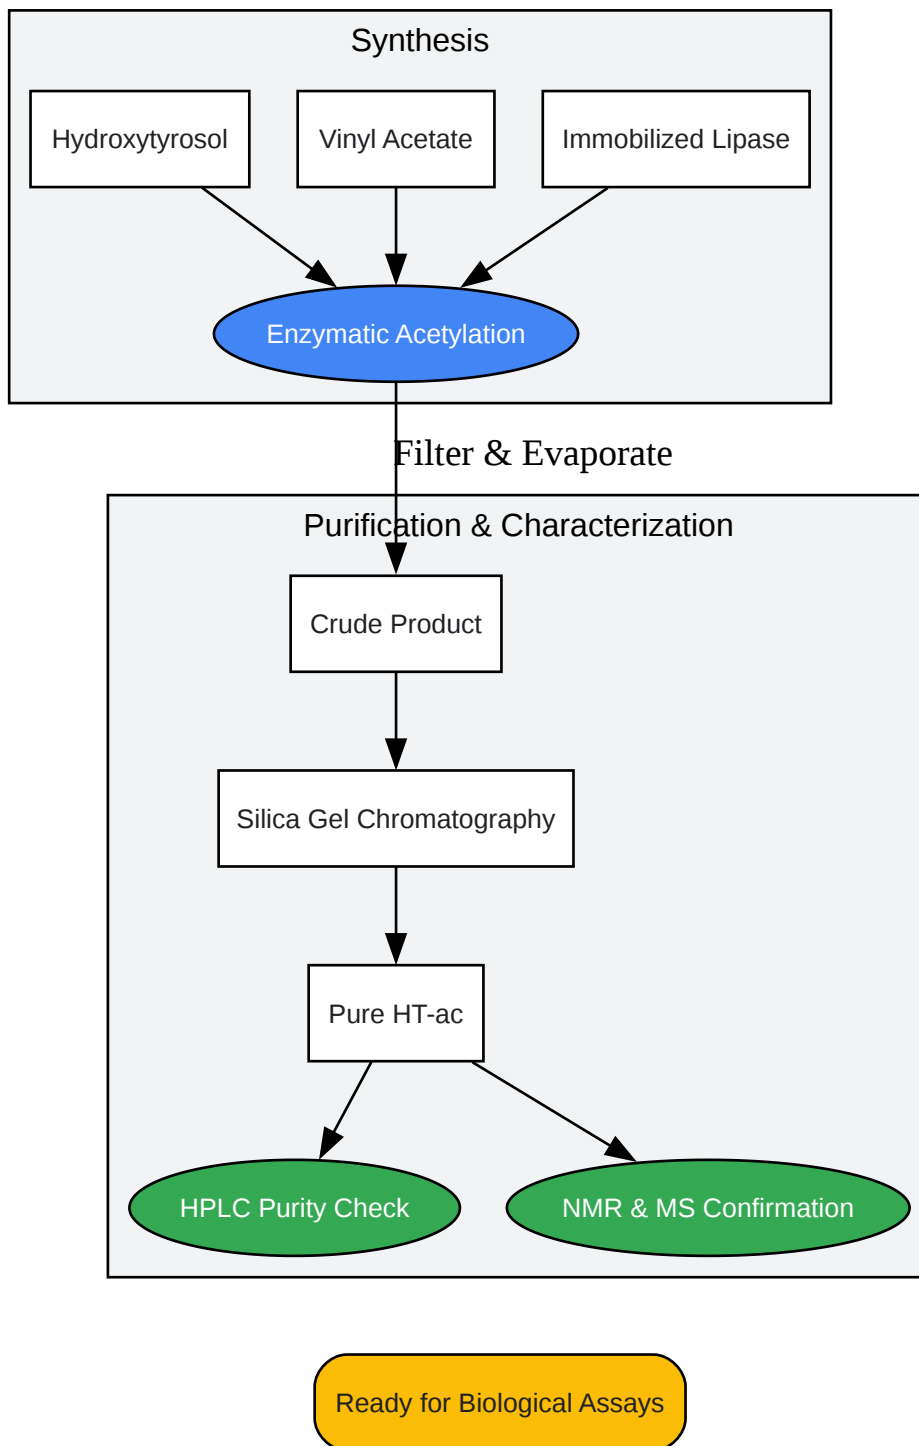 Synthesis
Hydroxytyrosol
Vinyl Acetate
Immobilized Lipase
Enzymatic Acetylation
Filter & Evaporate
Purification & Characterization
Crude Product
Silica Gel Chromatography
Pure HT-ac
HPLC Purity Check
NMR & MS Confirmation
Ready for Biological Assays